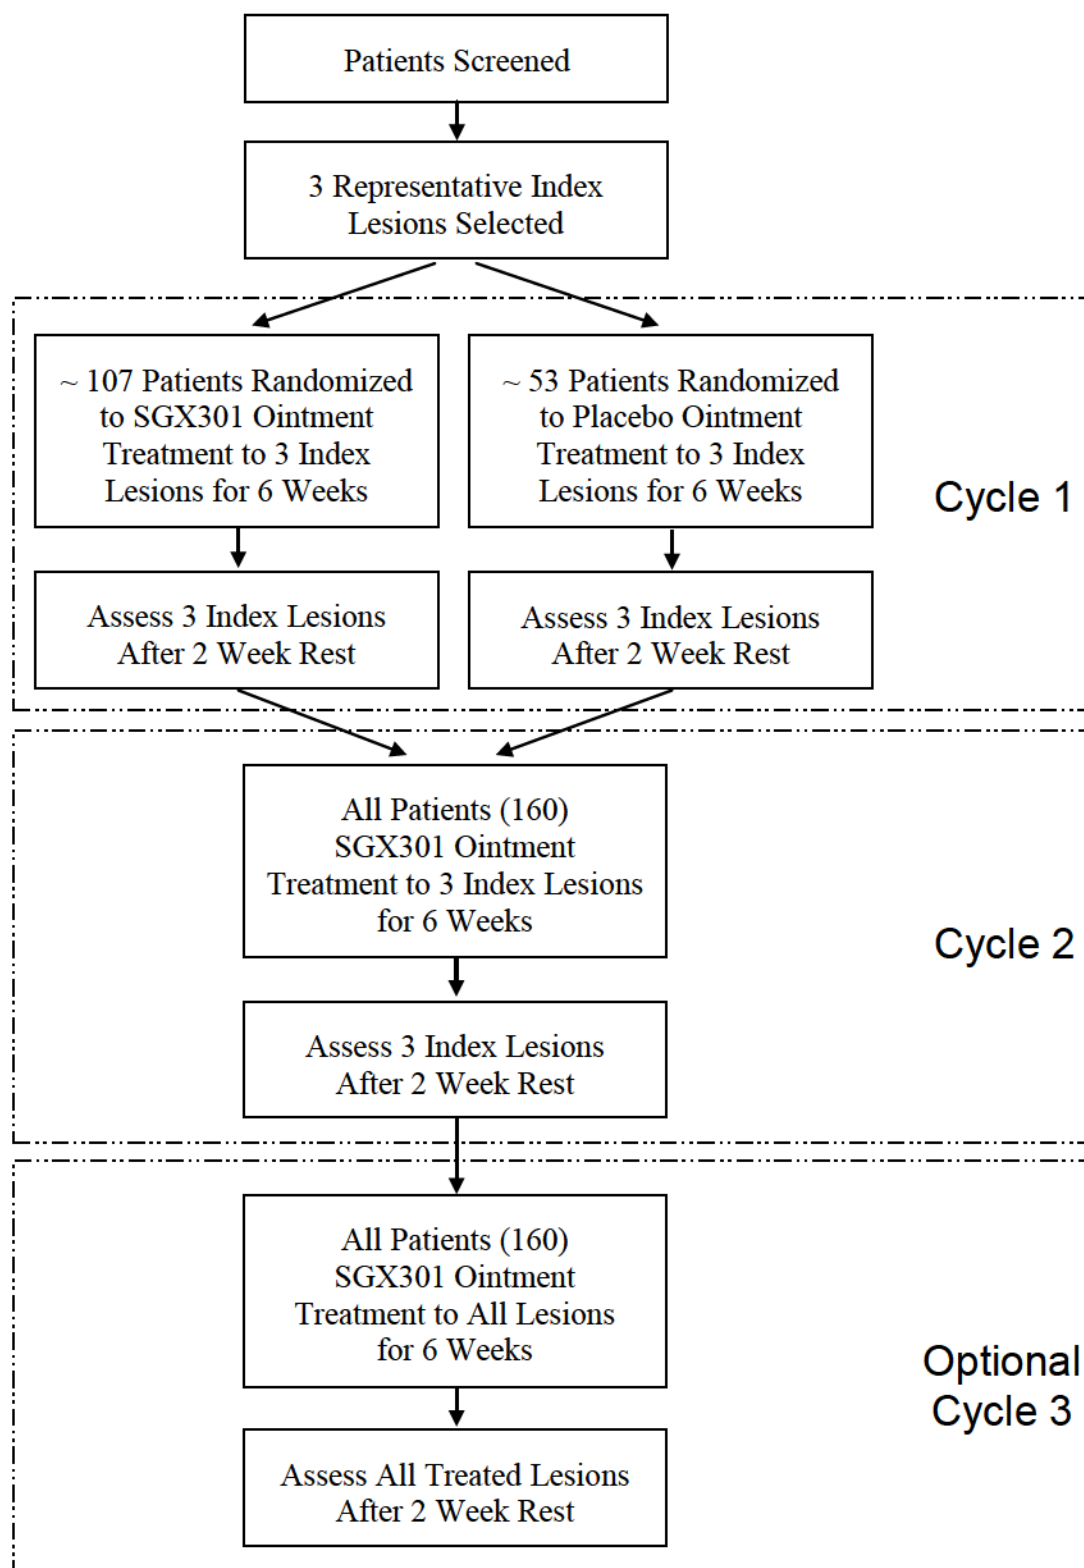 Patients Screened
3 Representative Index
Lesions Selected
~ 107 Patients Randomized
to SGX301 Ointment
Treatment to 3 Index
Lesions for 6 Weeks
~ 53 Patients Randomized
to Placebo Ointment
Treatment to 3 Index
Lesions for 6 Weeks
Cycle 1
Assess 3 Index Lesions
After 2 Week Rest
Assess 3 Index Lesions
After 2 Week Rest
All Patients (160)
SGX301 Ointment
Treatment to 3 Index Lesions
for 6 Weeks
Cycle 2
Assess 3 Index Lesions
After 2 Week Rest
All Patients (160)
SGX301 Ointment
Treatment to All Lesions
for 6 Weeks
Optional
Cycle 3
Assess All Treated Lesions
After 2 Week Rest